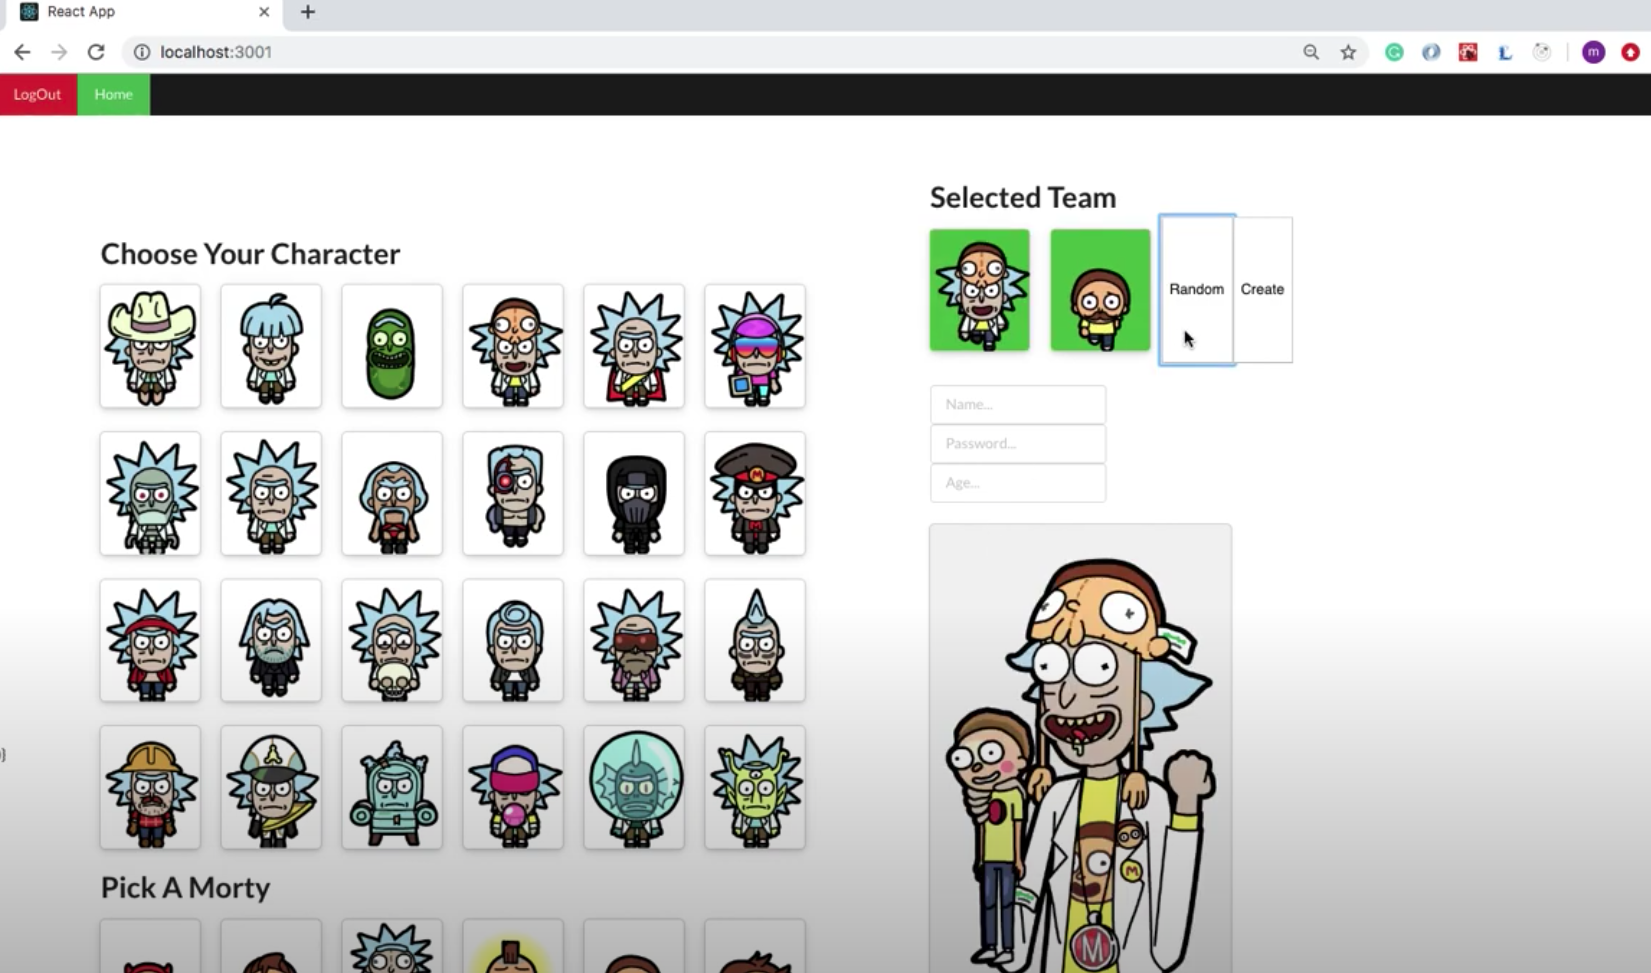 React App
localhost:3001
m
LogOut
Home
Selected Team
Choose Your Character
Random
Create
Name...
Password...
Age...
Pick A Morty
M
M
M